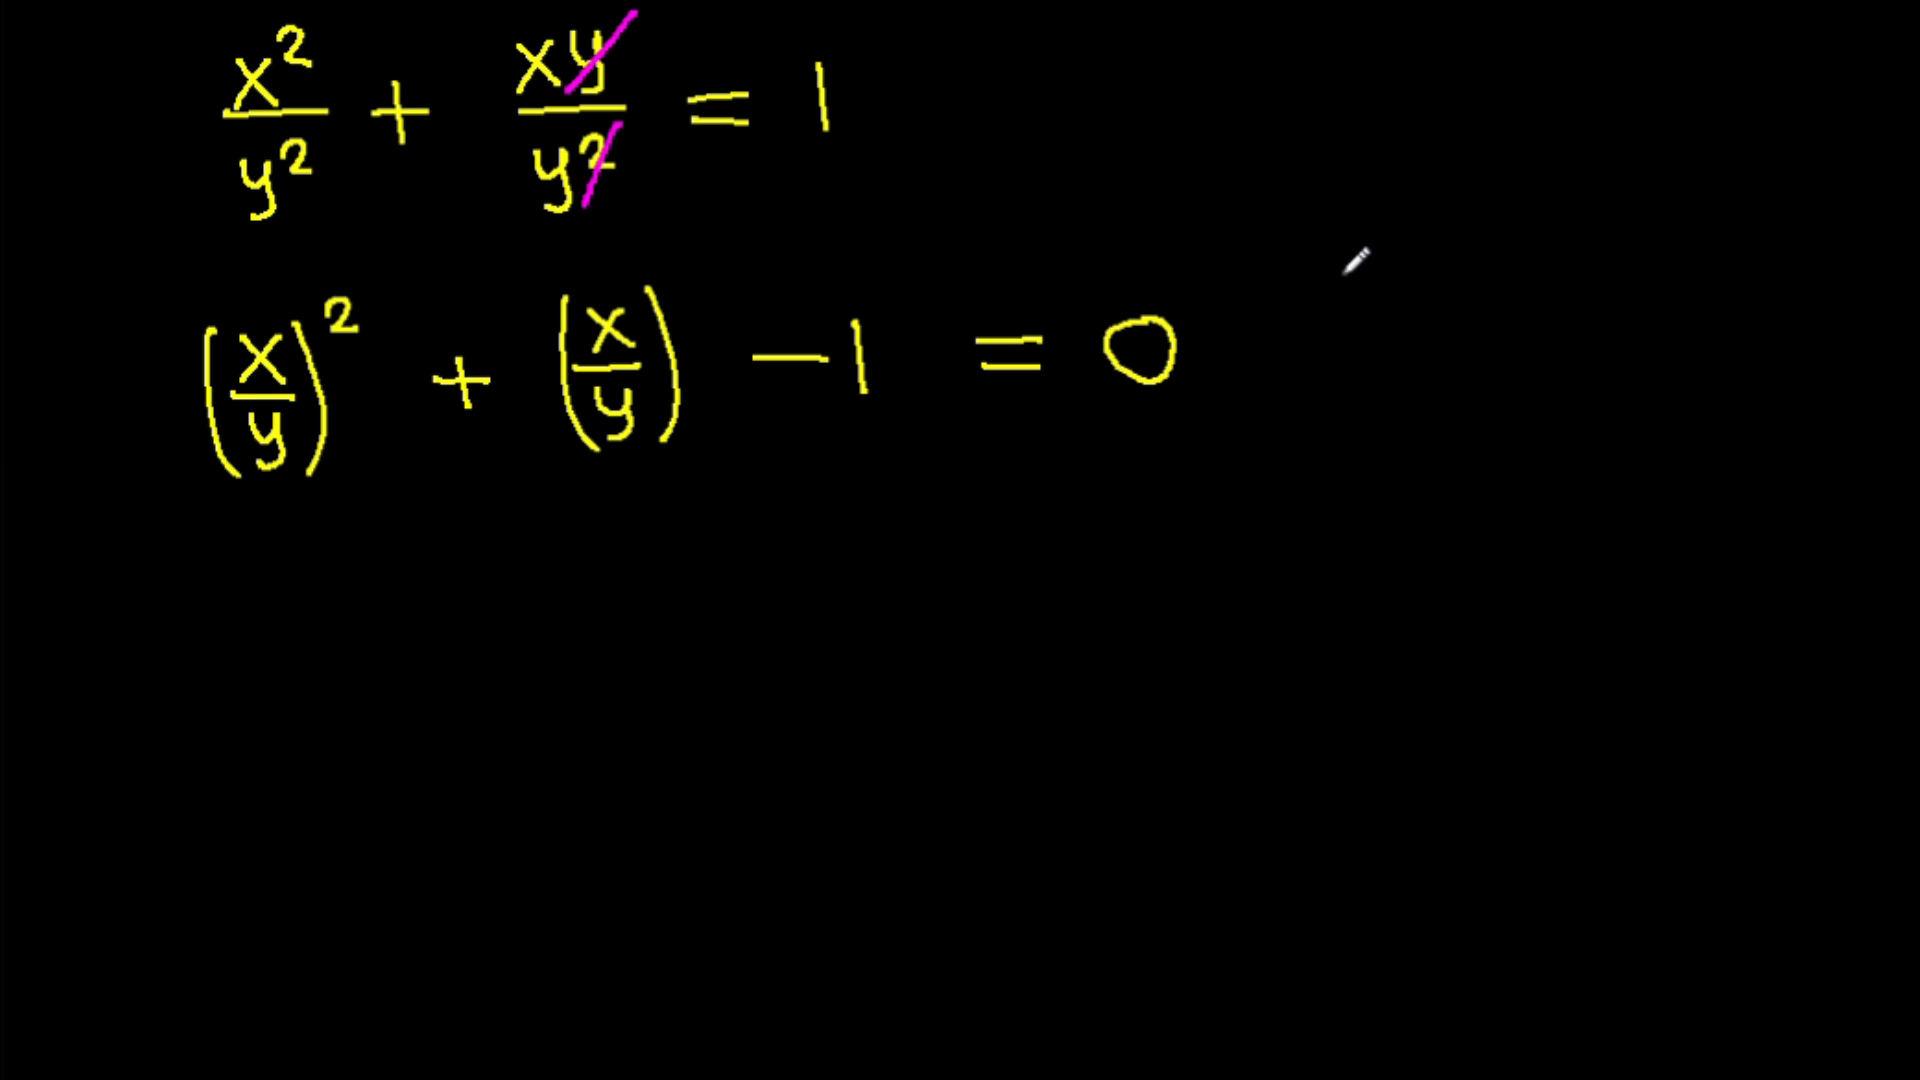 x²/y² + xy/y² = 1
(x/y)² + (x/y) - 1 = 0